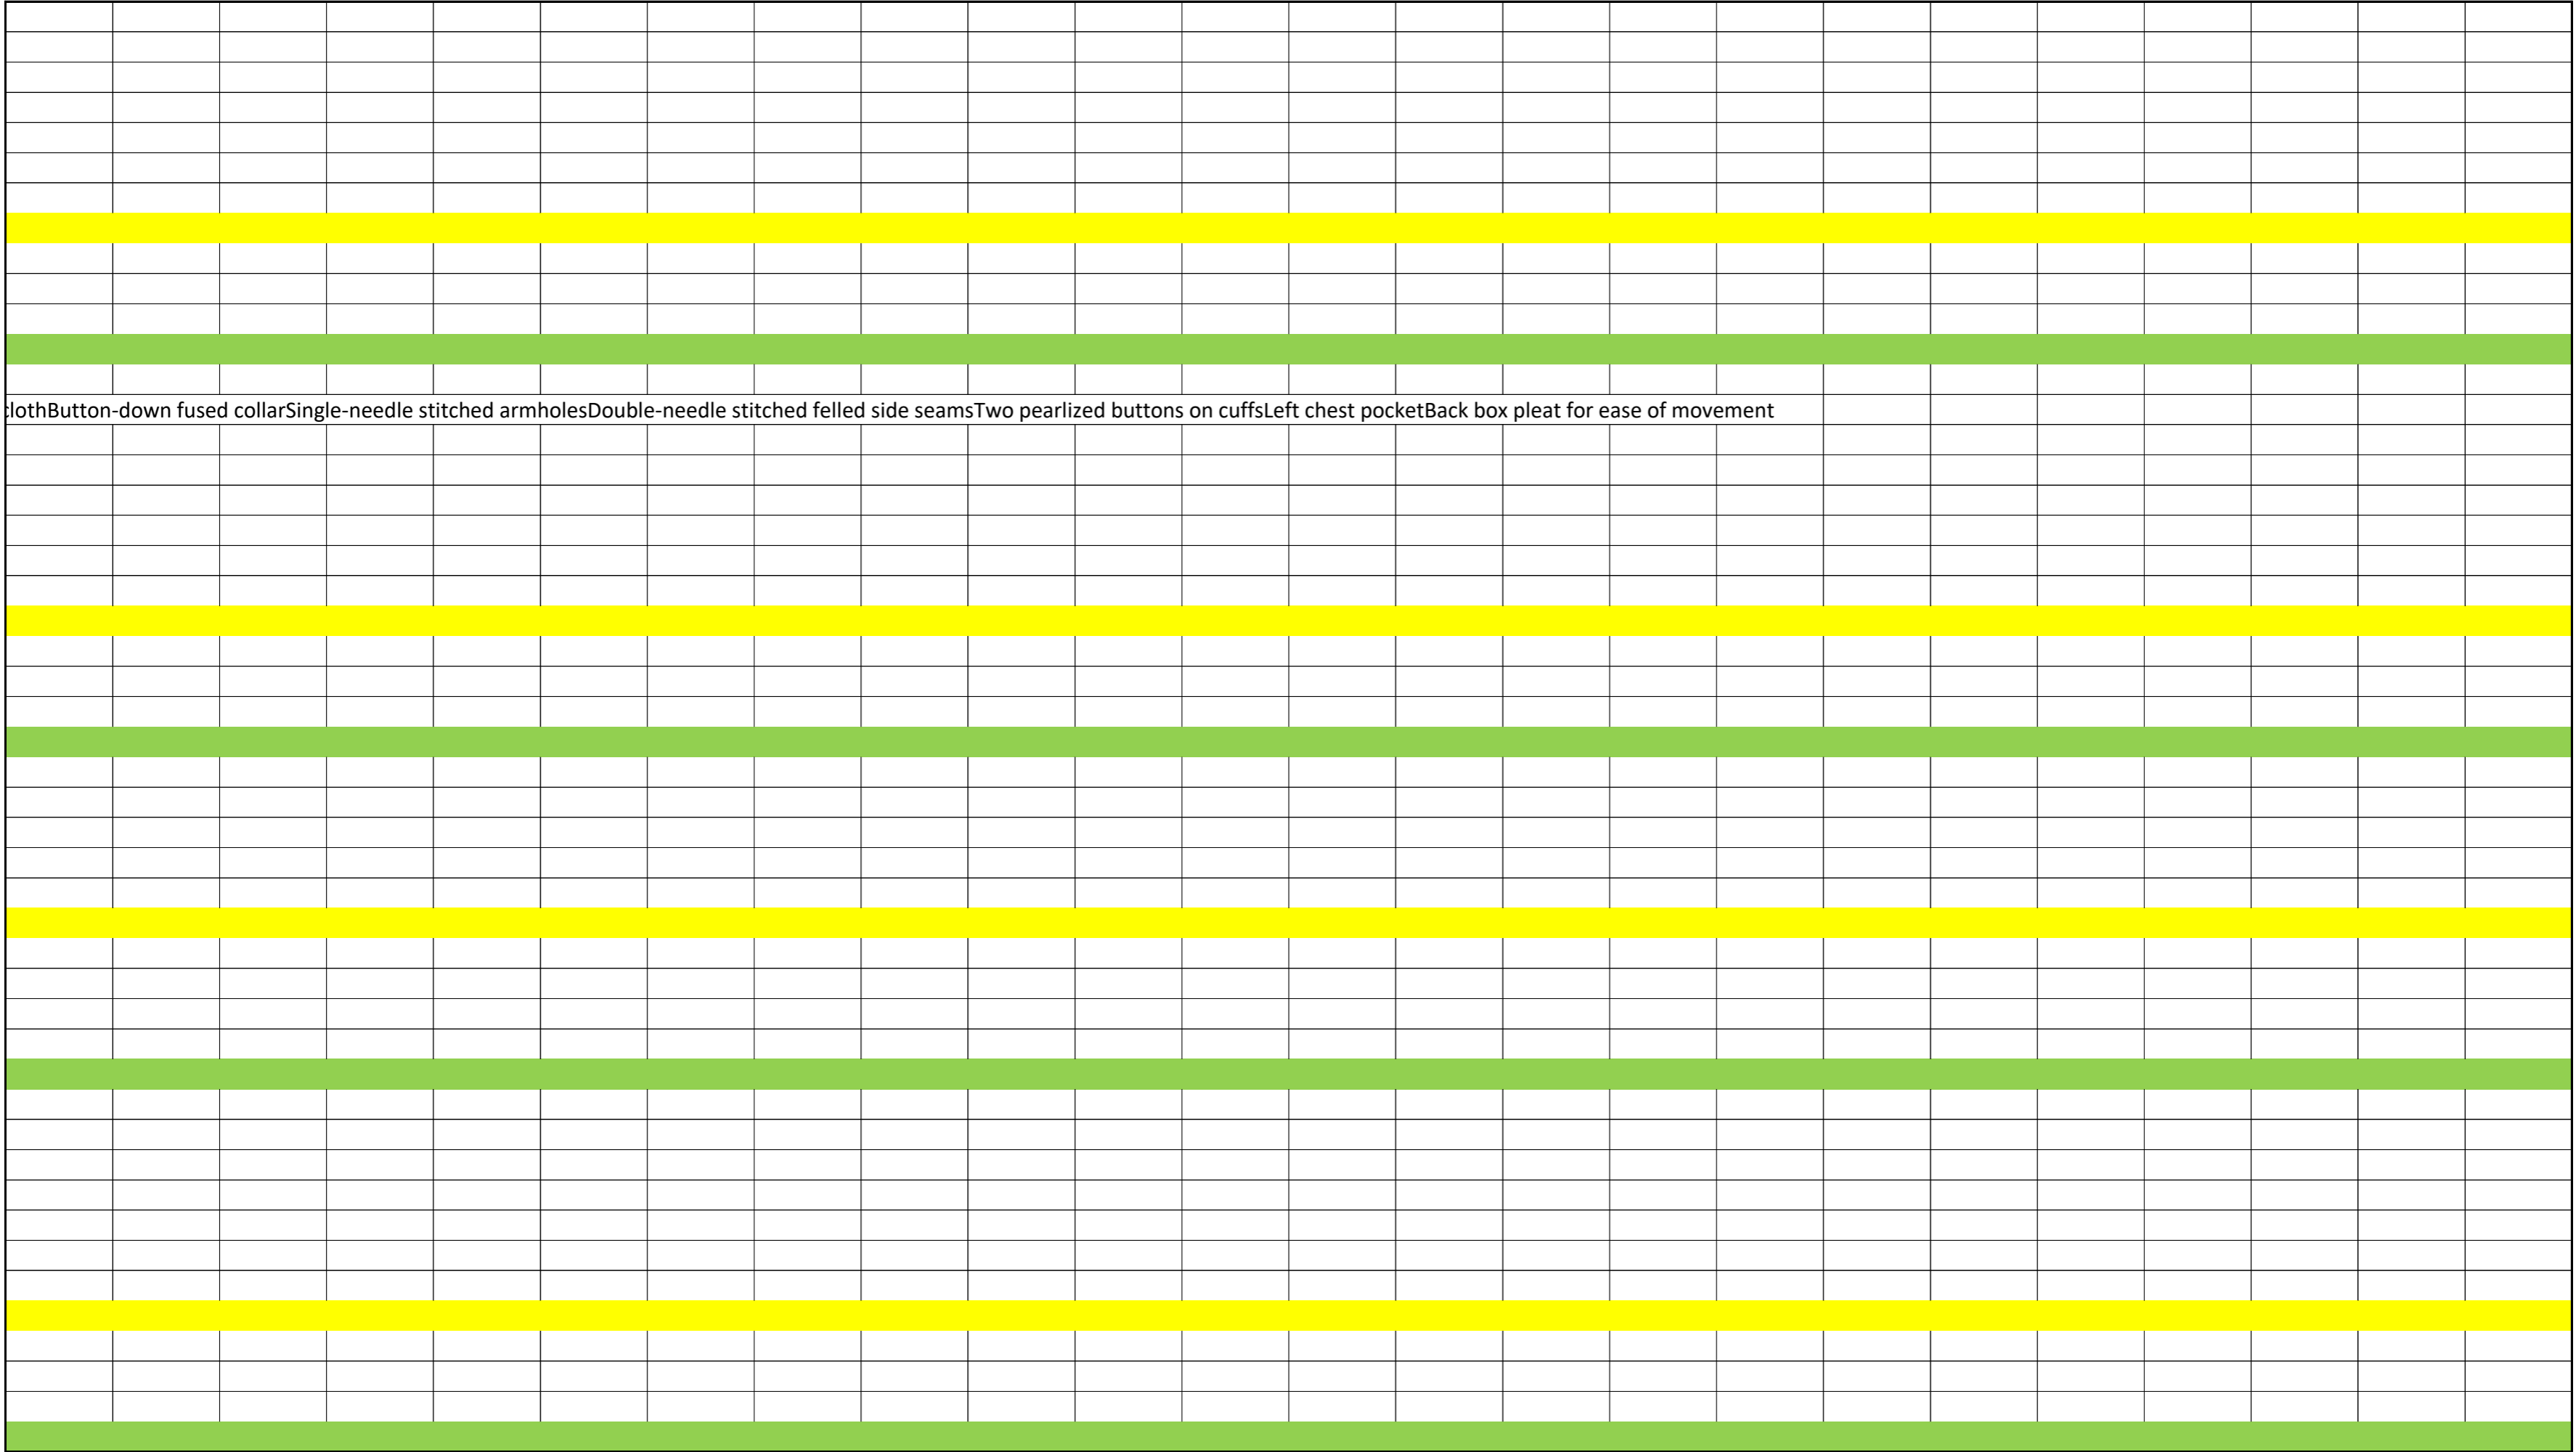 clothButton-down fused collarSingle-needle stitched armholesDouble-needle stitched felled side seamsTwo pearlized buttons on cuffsLeft chest pocketBack box pleat for ease of movement